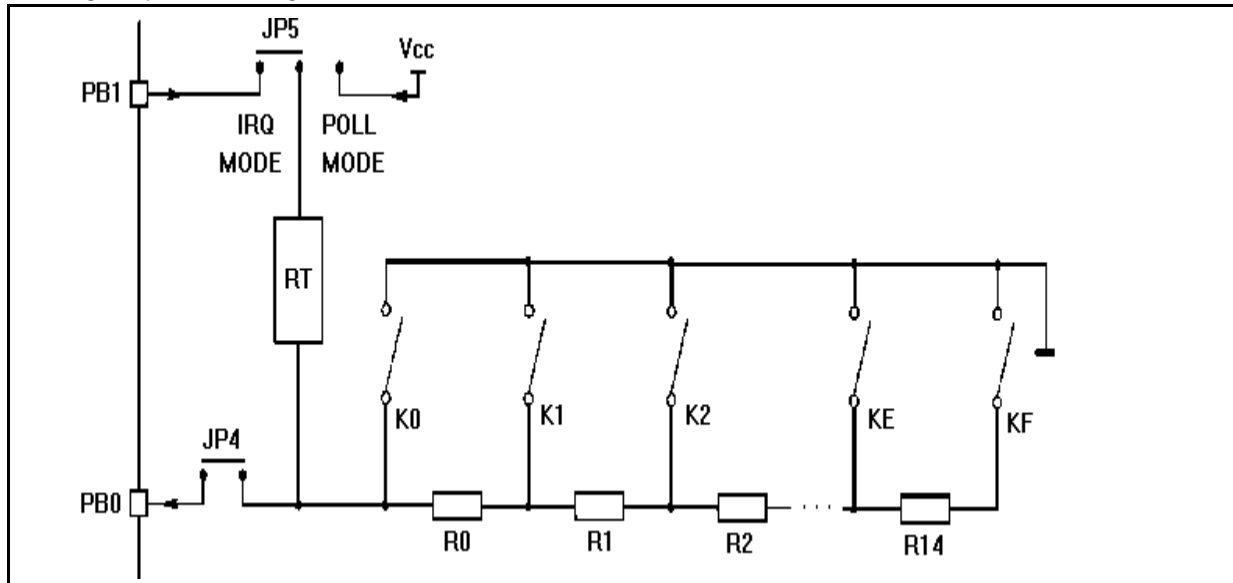 JP5
Vcc
PB1
IRQ MODE
POLL MODE
RT
K0
K1
K2
KE
KF
JP4
PB0
R0
R1
R2
R14